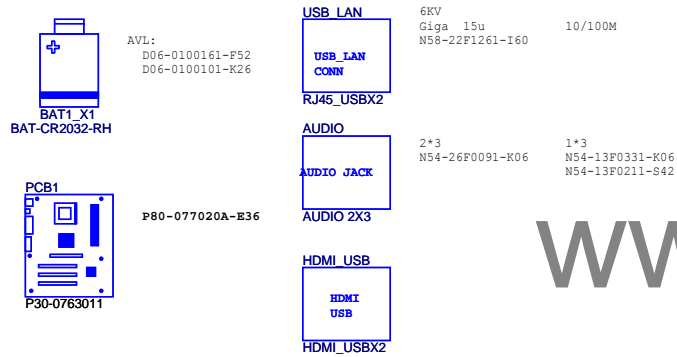 AVL:
D06-0100161-F52
D06-0100101-K26
BAT1_X1
BAT-CR2032-RH
PCB1
P80-077020A-E36
P30-0763011
USB_LAN
USB_LAN
CONN
RJ45_USBX2
6KV
Giga 15u 10/100M
N58-22F1261-I60
AUDIO
AUDIO JACK
AUDIO 2X3
2*3 1*3
N54-26F0091-K06 N54-13F0331-K06
N54-13F0211-S42
HDMI_USB
HDMI
USB
HDMI_USBX2